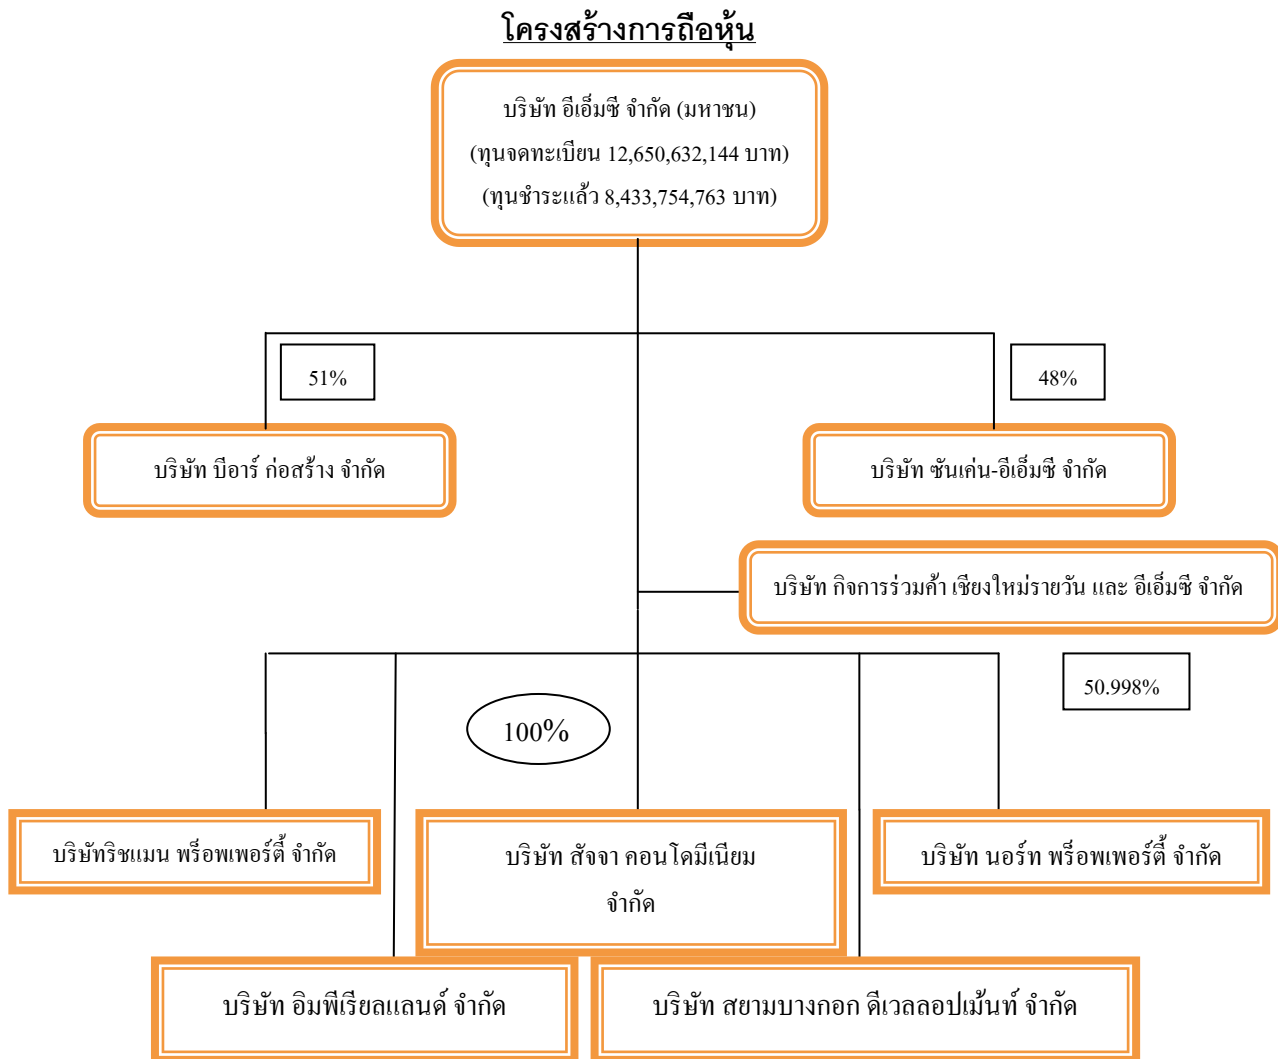 โครงสร้างการถือหุ้น
บริษัท อีเอ็มซี จำกัด (มหาชน)
(ทุนจดทะเบียน 12,650,632,144 บาท)
(ทุนชำระแล้ว 8,433,754,763 บาท)
51%
48%
บริษัท บีอาร์ ก่อสร้าง จำกัด
บริษัท ซันเค่น-อีเอ็มซี จำกัด
บริษัท กิจการร่วมค้า เชียงใหม่รายวัน และ อีเอ็มซี จำกัด
50.998%
100%
บริษัทริชแมน พร็อพเพอร์ตี้ จำกัด
บริษัท สัจจา คอนโดมีเนียม
จำกัด
บริษัท นอร์ท พร็อพเพอร์ตี้ จำกัด
บริษัท อิมพีเรียลแลนด์ จำกัด
บริษัท สยามบางกอก ดีเวลลอปเม้นท์ จำกัด